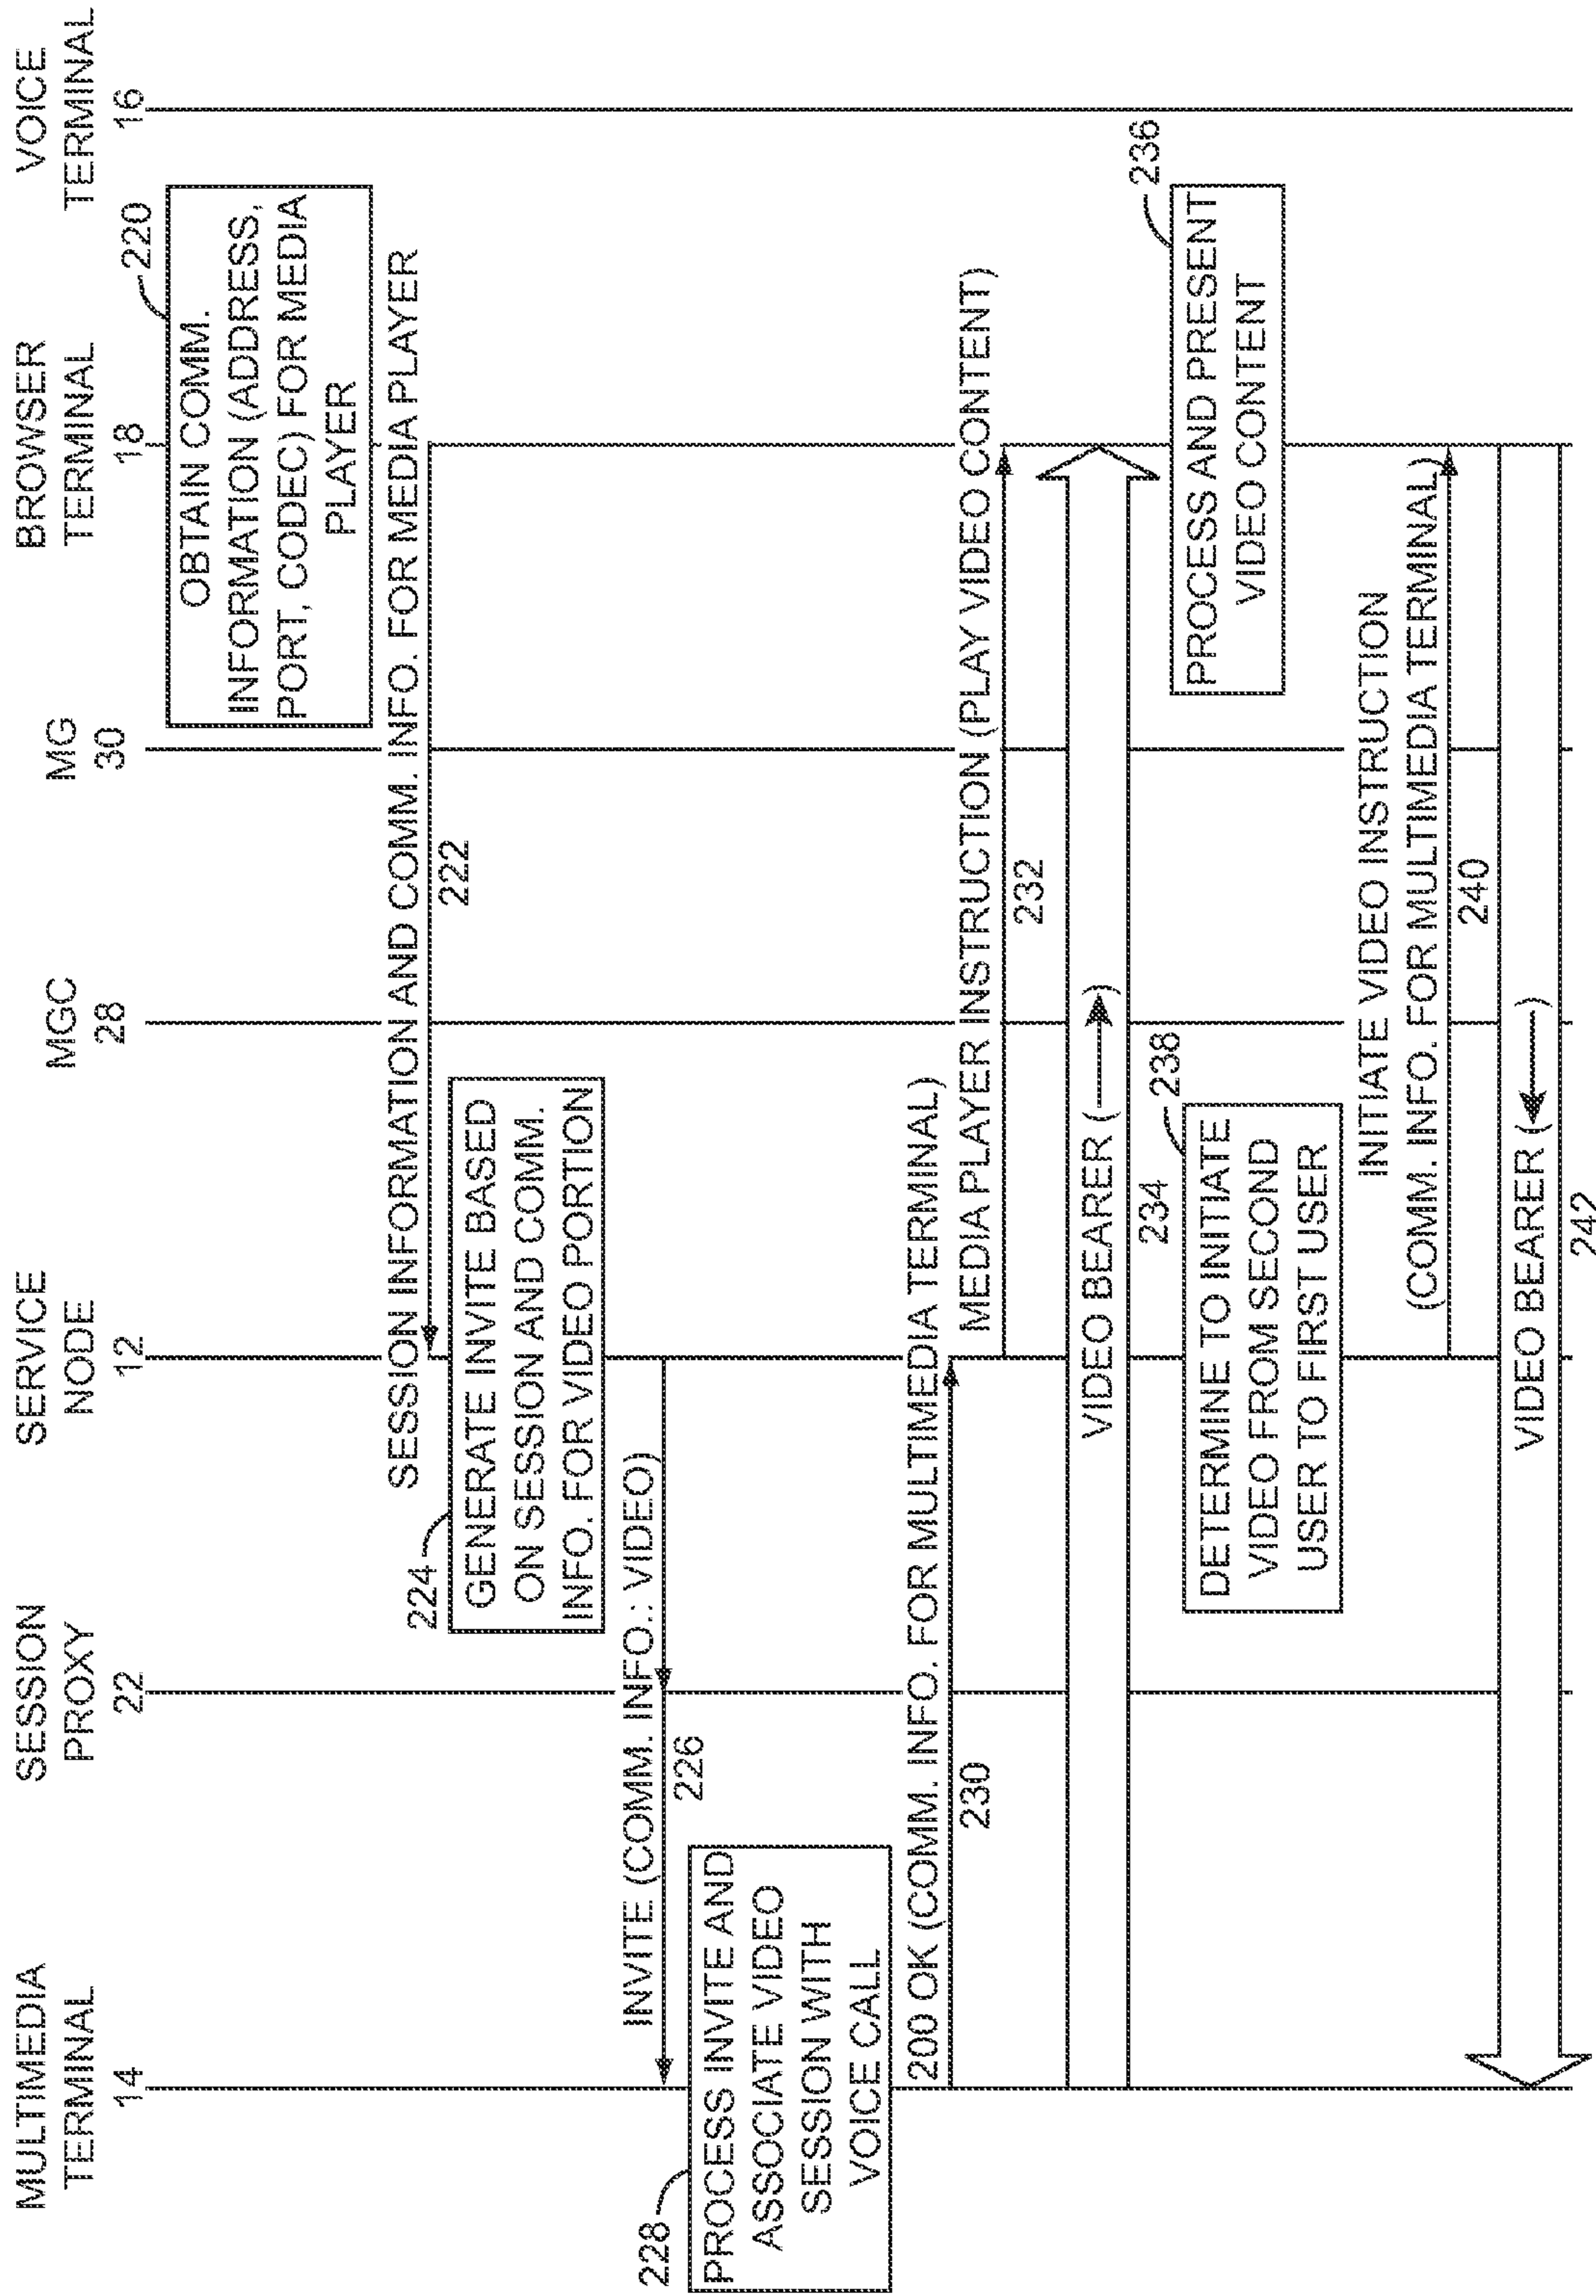 MULTIMEDIA
TERMINAL
14
SESSION
PROXY
22
SERVICE
NODE
12
MGC
28
MG
30
BROWSER
TERMINAL
18
VOICE
TERMINAL
16
220
OBTAIN COMM.
INFORMATION (ADDRESS,
PORT, CODEC) FOR MEDIA
PLAYER
SESSION INFORMATION AND COMM. INFO. FOR MEDIA PLAYER
222
224
GENERATE INVITE BASED
ON SESSION AND COMM.
INFO. FOR VIDEO PORTION
INVITE (COMM. INFO.: VIDEO)
226
228
PROCESS INVITE AND
ASSOCIATE VIDEO
SESSION WITH
VOICE CALL
200 OK (COMM. INFO. FOR MULTIMEDIA TERMINAL)
230
MEDIA PLAYER INSTRUCTION (PLAY VIDEO CONTENT)
232
VIDEO BEARER ( → )
234
236
PROCESS AND PRESENT
VIDEO CONTENT
238
DETERMINE TO INITIATE
VIDEO FROM SECOND
USER TO FIRST USER
INITIATE VIDEO INSTRUCTION
(COMM. INFO. FOR MULTIMEDIA TERMINAL)
240
VIDEO BEARER ( ← )
242